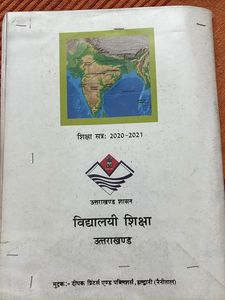 शिक्षा सत्र: 2020-2021
उत्तराखण्ड शासन
विद्यालयी शिक्षा
उत्तराखण्ड
मुद्रक:- दीपक प्रिंटर्स एण्ड पब्लिशर्स, हल्द्वानी (नैनीताल)